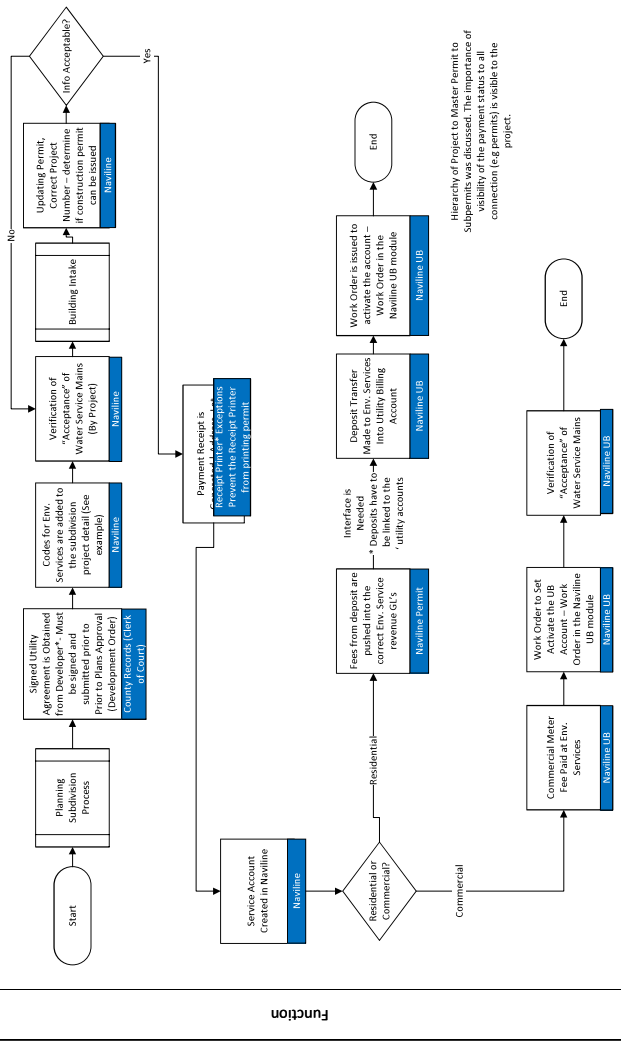 Function
Start
Planning
Subdivision
Process
Signed Utility
Agreement is Obtained
from Developer*- Must
be signed and
submitted prior to
Prior to Plans Approval
(Development Order)
County Records (Clerk
of Court)
Codes for Env.
Services are added to
the subdivision
project detail (See
example)
Naviline
Verification of
“Acceptance” of
Water Service Mains
(By Project)
Naviline
Building Intake
Updating Permit,
Correct Project
Number – determine
if construction permit
can be issued
Naviline
Info Acceptable?
No
Yes
Payment Receipt is
Receipt Printer* Exceptions
Prevent the Receipt Printer
from printing permit
Service Account
Created in Naviline
Naviline
Residential or
Commercial?
Residential
Commercial
Fees from deposit are
pushed into the
correct Env. Service
revenue GL’s
Naviline Permit
Interface is
Needed
* Deposits have to
be linked to the
‘ utility accounts
Deposit Transfer
Made to Env. Services
Into Utility Billing
Account
Naviline UB
Work Order is issued to
activate the account –
Work Order in the
Naviline UB module
Naviline UB
End
Hierarchy of Project to Master Permit to
Subpermits was discussed. The importance of
visibility of the payment status to all
connection (e.g permits) is visible to the
project.
Commercial Meter
Fee Paid at Env.
Services
Naviline UB
Work Order to Set
Activate the UB
Account – Work
Order in the Naviline
UB module
Naviline UB
Verification of
“Acceptance” of
Water Service Mains
Naviline UB
End